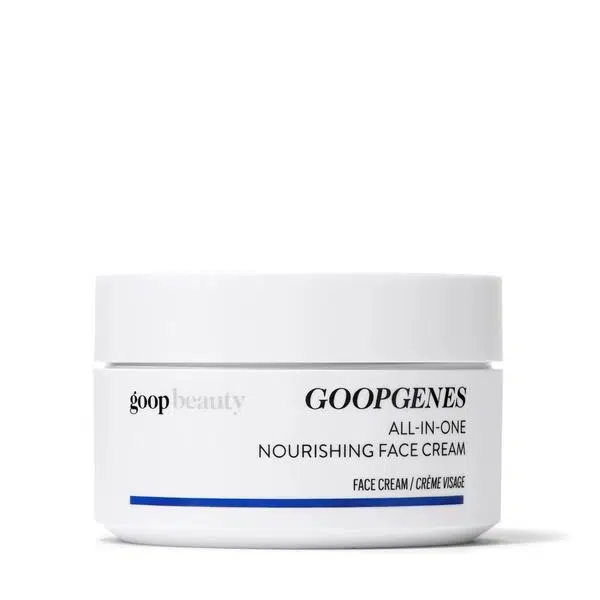 goop beauty
GOOPGENES
ALL-IN-ONE
NOURISHING FACE CREAM
FACE CREAM / CRÈME VISAGE